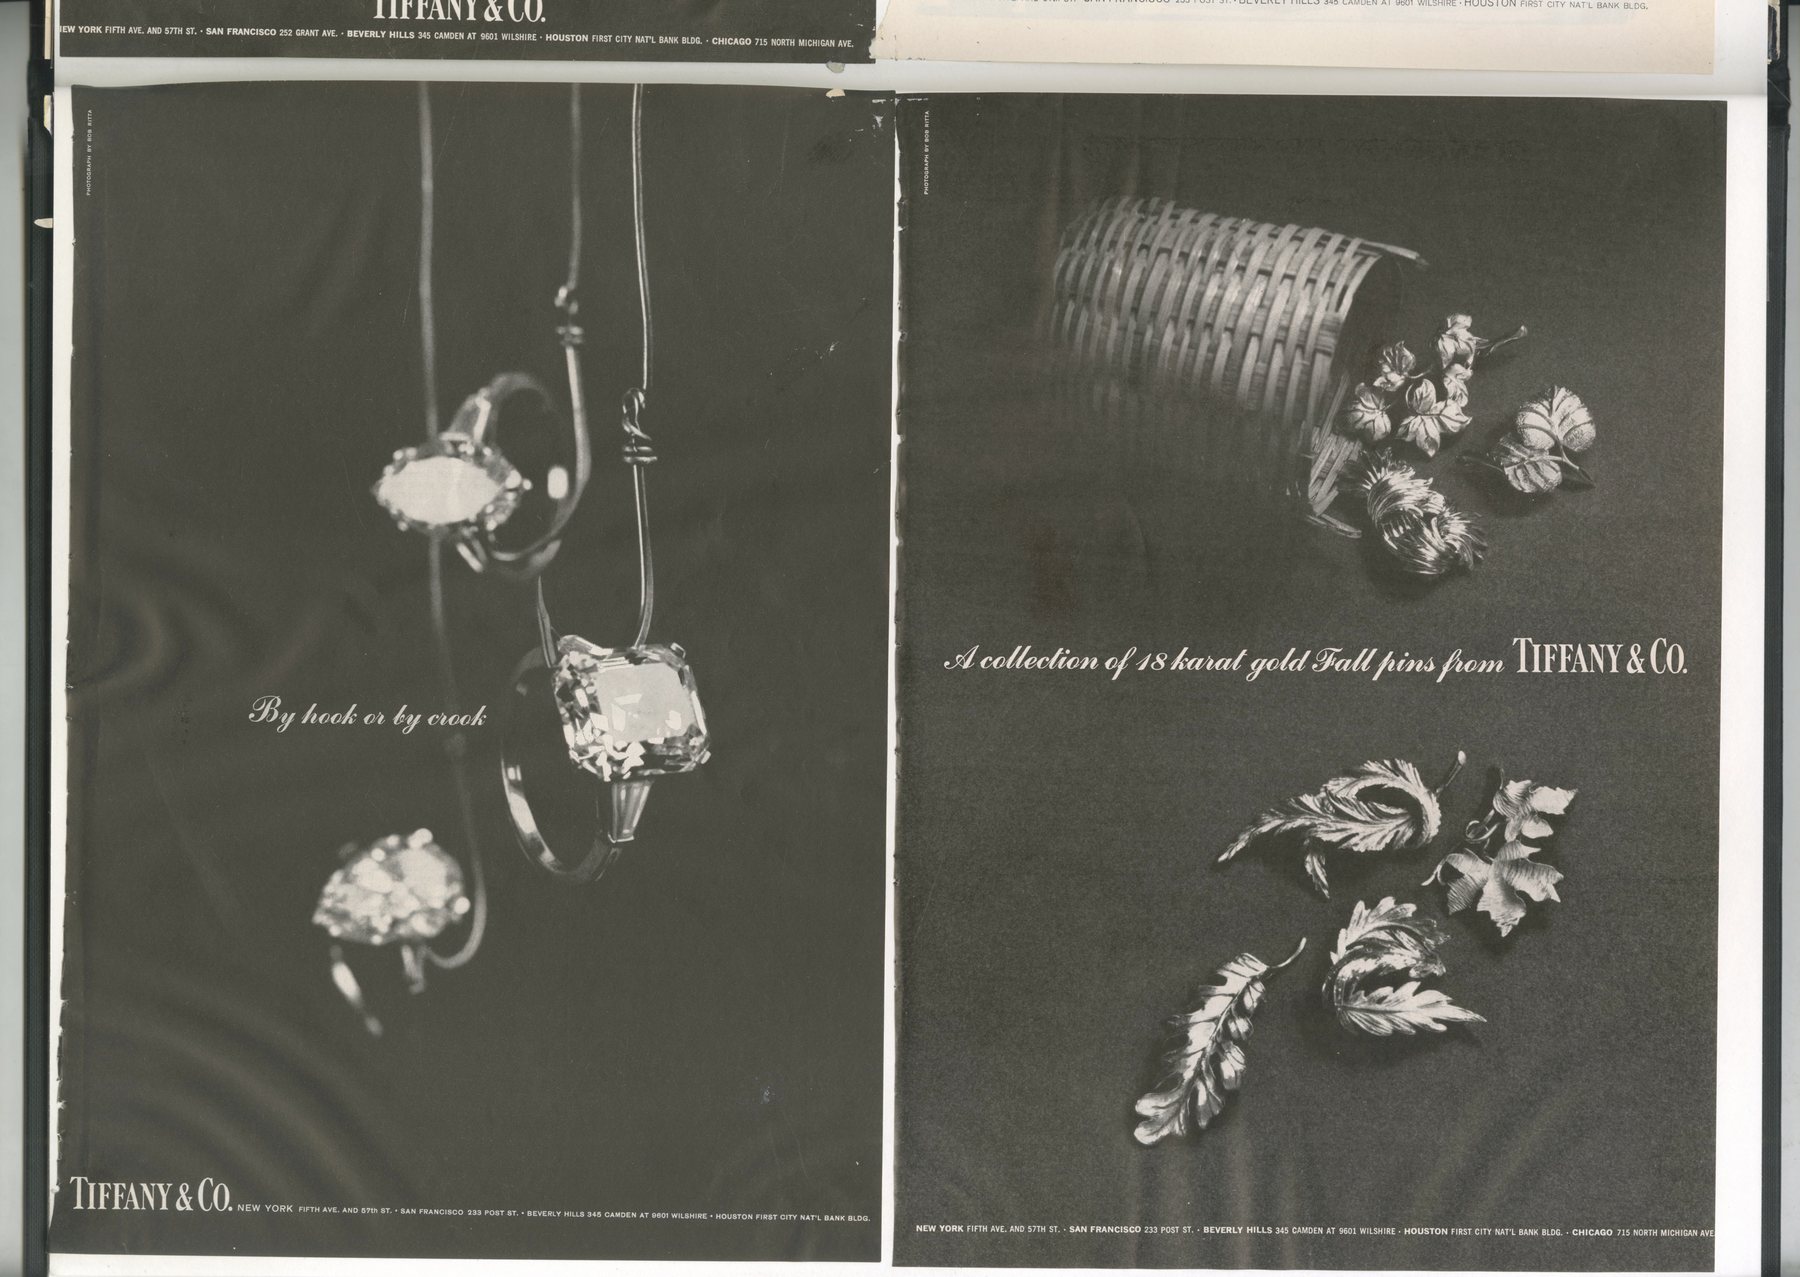 TIFFANY & CO.
NEW YORK FIFTH AVE. AND 57TH ST. · SAN FRANCISCO 252 GRANT AVE. · BEVERLY HILLS 345 CAMDEN AT 9601 WILSHIRE · HOUSTON FIRST CITY NAT'L BANK BLDG. · CHICAGO 715 NORTH MICHIGAN AVE.
SAN FRANCISCO 233 POST ST. · BEVERLY HILLS 345 CAMDEN AT 9601 WILSHIRE · HOUSTON FIRST CITY NAT'L BANK BLDG.
PHOTOGRAPH BY BOB RITTA
By hook or by crook
TIFFANY & CO. NEW YORK FIFTH AVE. AND 57th ST. · SAN FRANCISCO 233 POST ST. · BEVERLY HILLS 345 CAMDEN AT 9601 WILSHIRE · HOUSTON FIRST CITY NAT'L BANK BLDG.
PHOTOGRAPH BY BOB RITTA
A collection of 18 karat gold Fall pins from TIFFANY & CO.
NEW YORK FIFTH AVE. AND 57TH ST. · SAN FRANCISCO 233 POST ST. · BEVERLY HILLS 345 CAMDEN AT 9601 WILSHIRE · HOUSTON FIRST CITY NAT'L BANK BLDG. · CHICAGO 715 NORTH MICHIGAN AVE